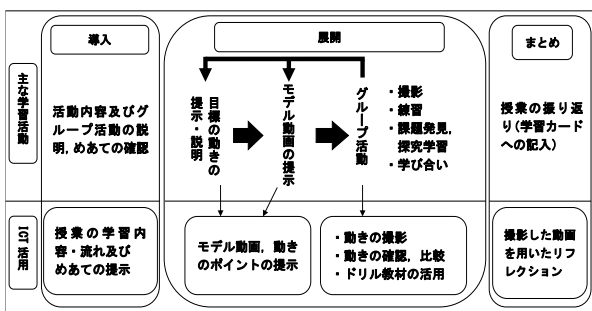 導入
展開
まとめ
主な学習活動
活動内容及びグ
ループ活動の説
明，めあての確認
目標の動きの
提示・説明
モデル動画の提示
グループ活動
・撮影
・練習
・課題発見，
探究学習
・学び合い
授業の振り返
り（学習カード
への記入）
ICT 活用
授業の学習内
容・流れ及び
めあての提示
モデル動画，動き
のポイントの提示
・動きの撮影
・動きの確認，比較
・ドリル教材の活用
撮影した動画
を用いたリフ
レクション